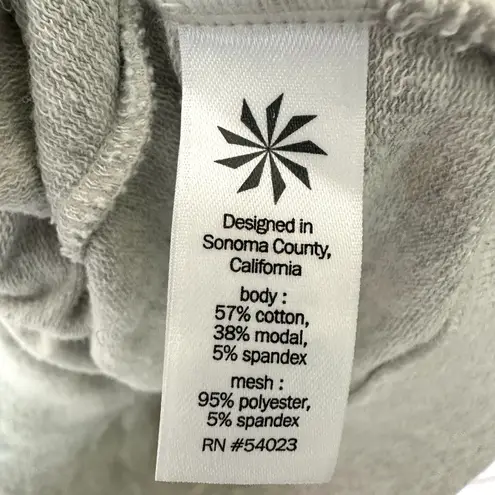 Designed in
Sonoma County,
California
body :
57% cotton,
38% modal,
5% spandex
mesh :
95% polyester,
5% spandex
RN #54023